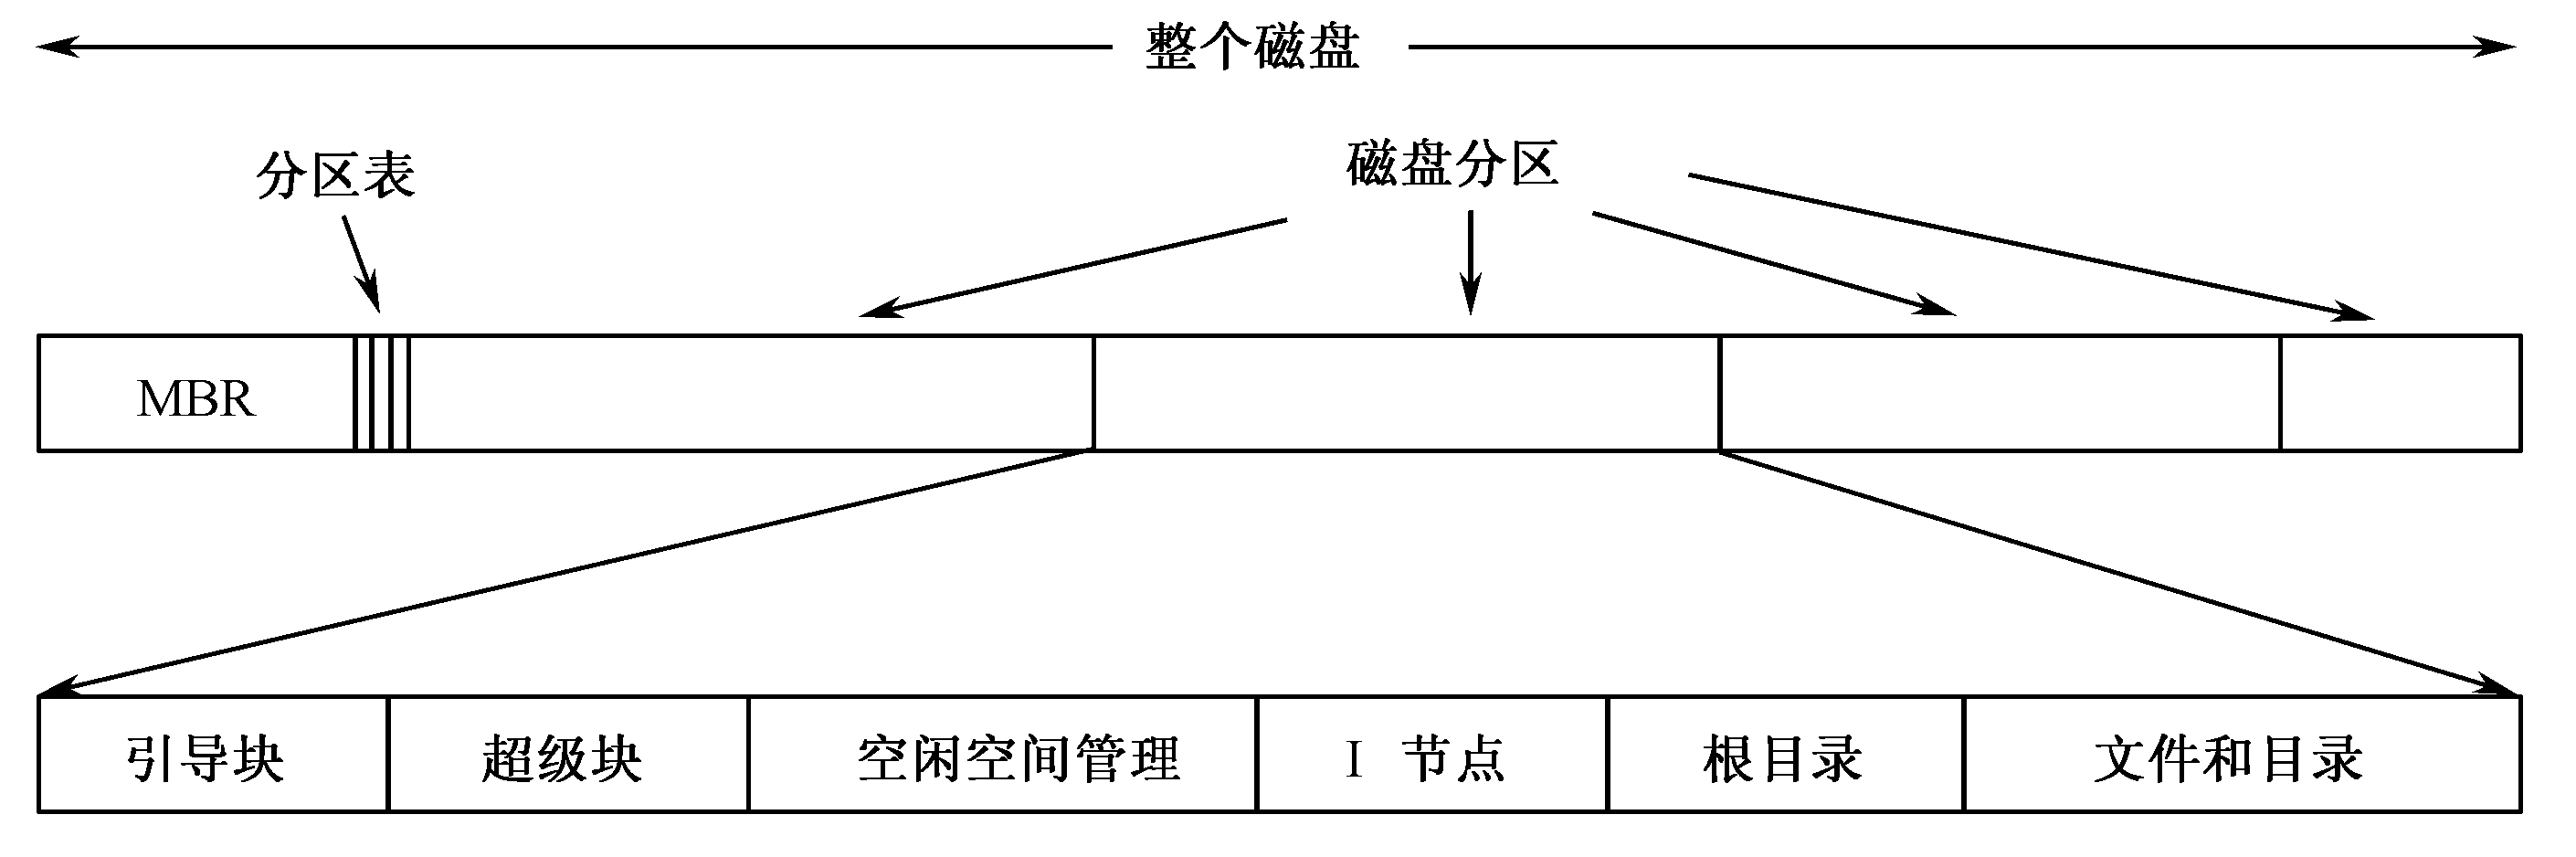 整个磁盘
分区表
磁盘分区
MBR
引导块
超级块
空闲空间管理
I 节点
根目录
文件和目录